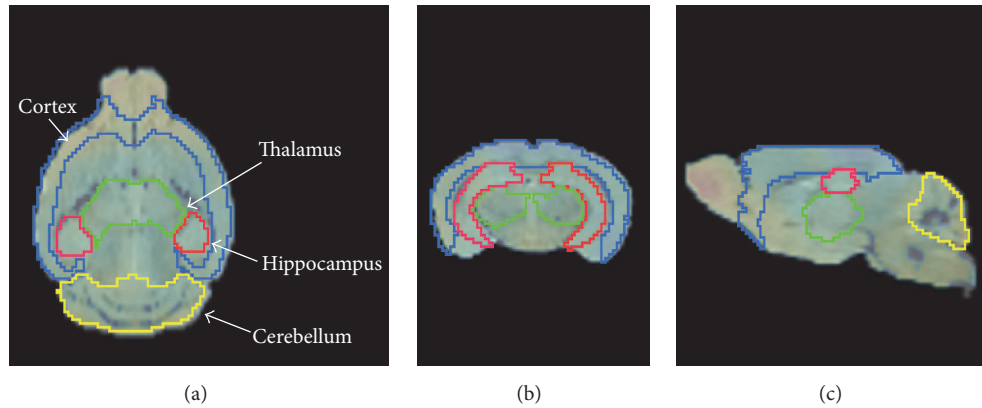 Cortex
Thalamus
Hippocampus
Cerebellum
(a)
(b)
(c)